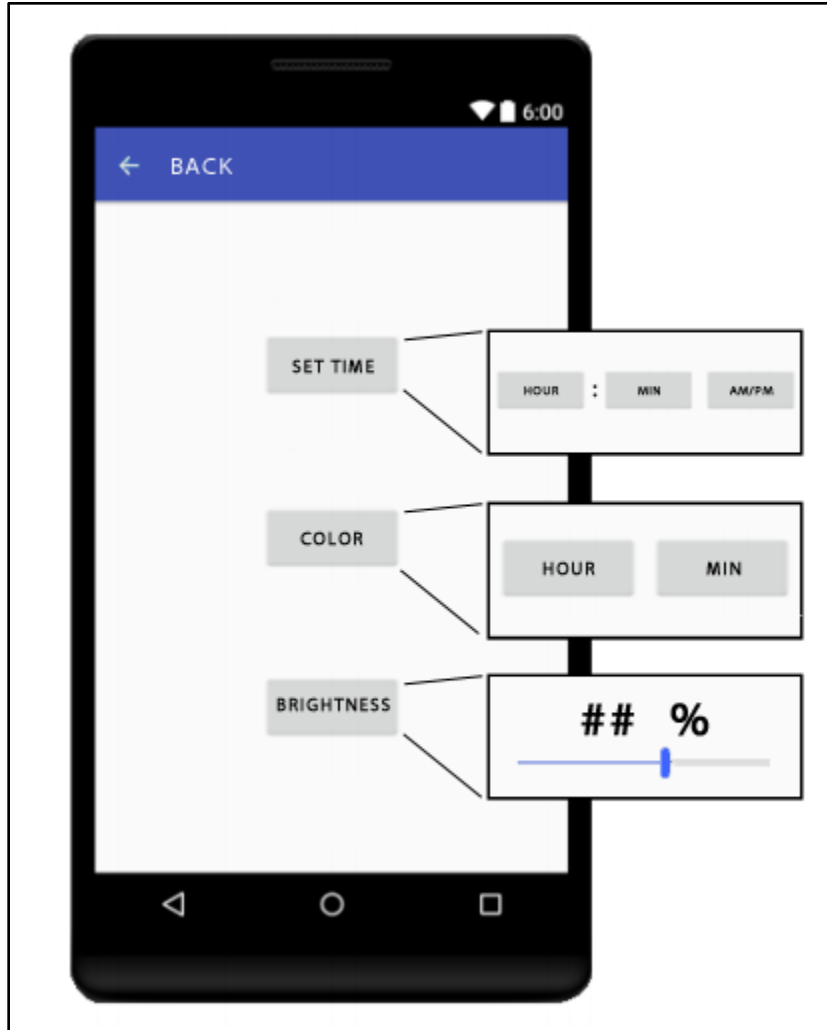 6:00
BACK
SET TIME
HOUR : MIN AM/PM
COLOR
HOUR MIN
BRIGHTNESS
## %